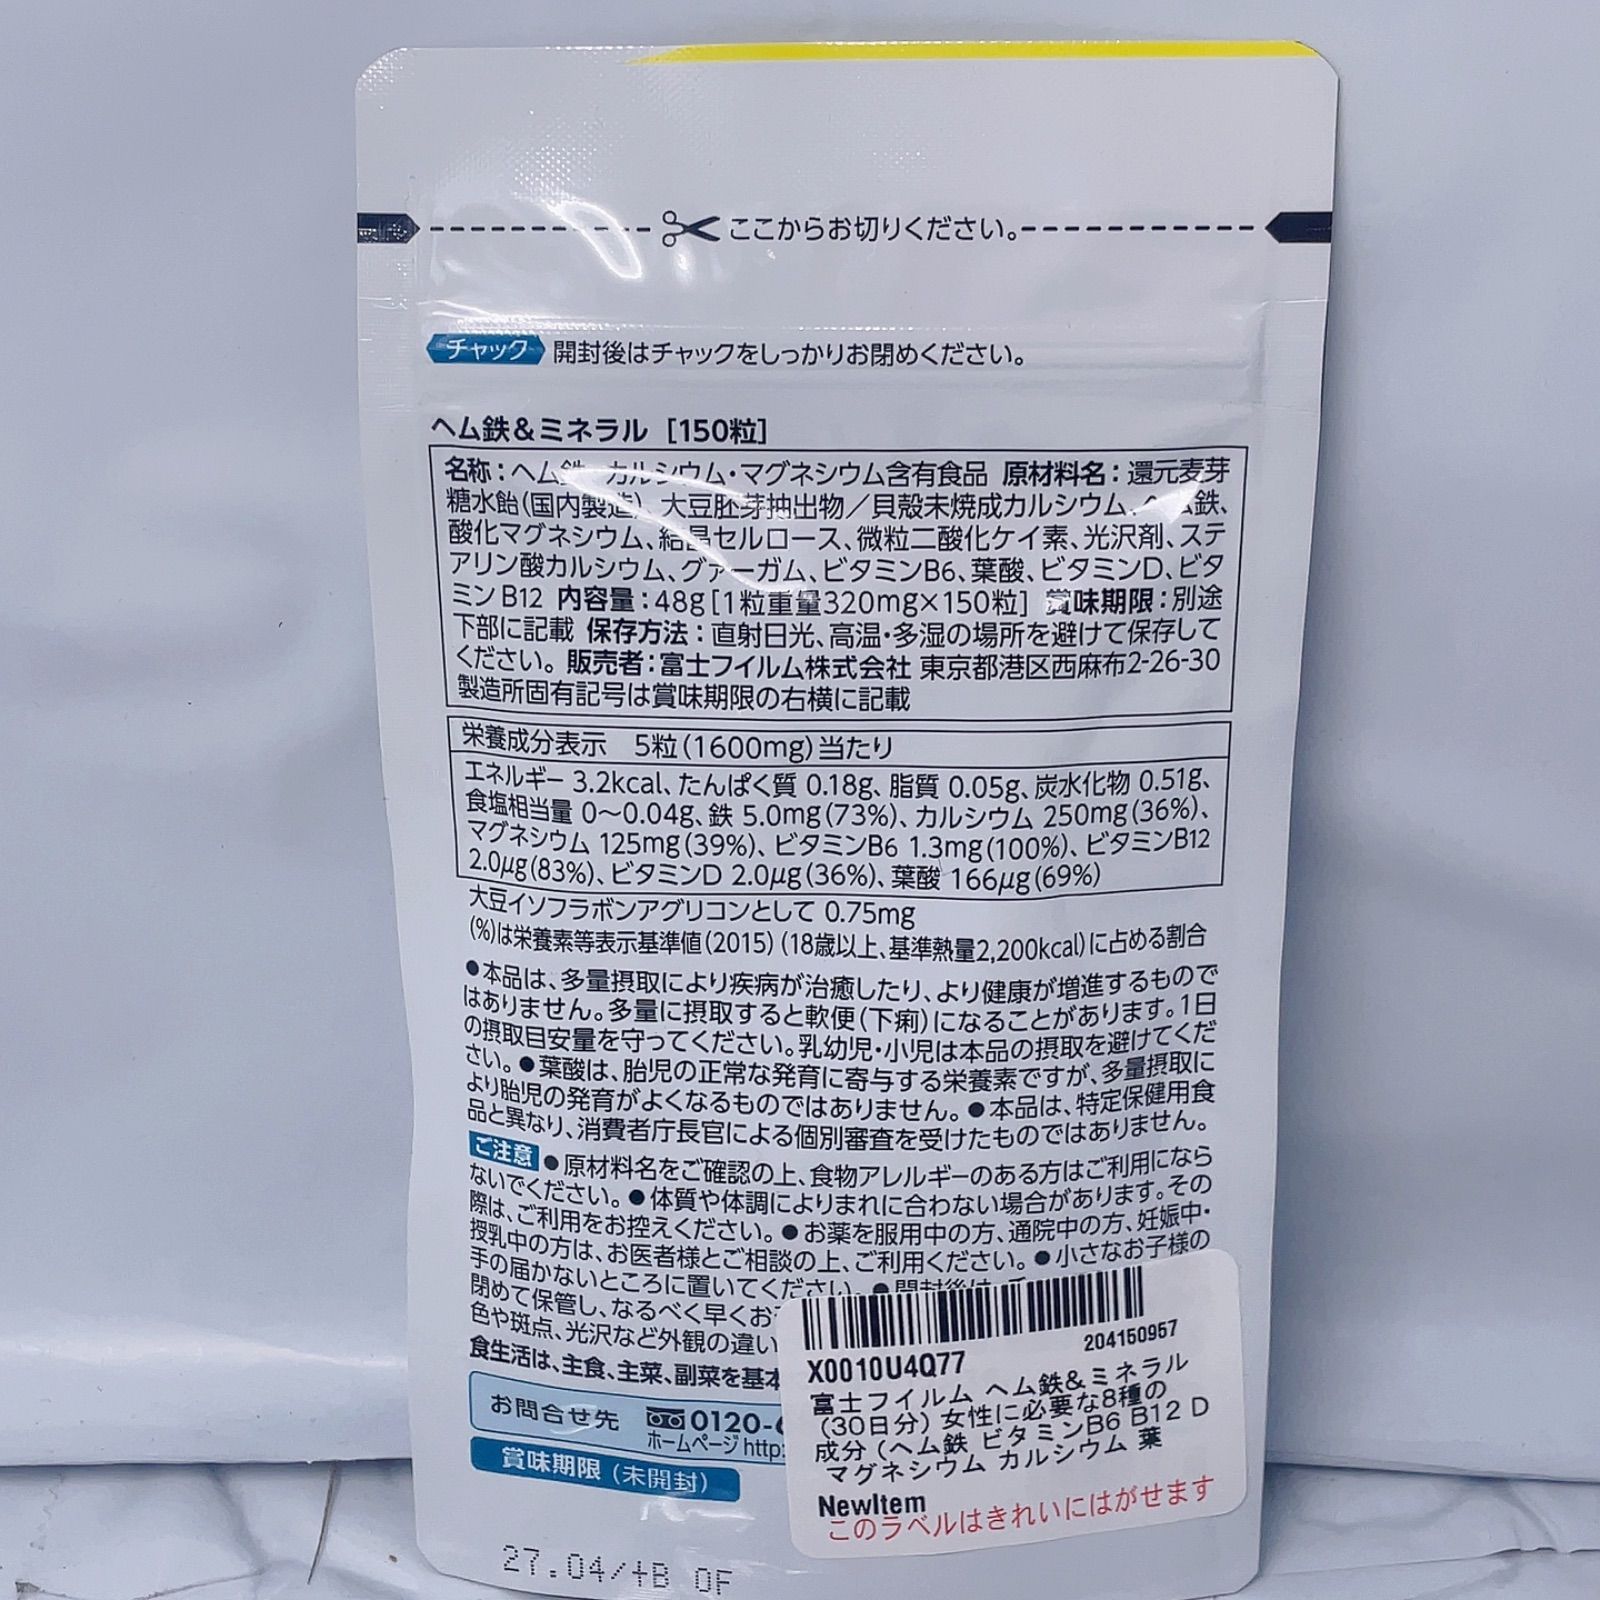 ここからお切りください。
チャック 開封後はチャックをしっかりお閉めください。
ヘム鉄&ミネラル [150粒]
名称:ヘム鉄・カルシウム・マグネシウム含有食品 原材料名:還元麦芽
糖水飴(国内製造)、大豆胚芽抽出物/貝殻未焼成カルシウム、ヘム鉄、
酸化マグネシウム、結晶セルロース、微粒二酸化ケイ素、光沢剤、ステ
アリン酸カルシウム、グァーガム、ビタミンB6、葉酸、ビタミンD、ビタ
ミンB12 内容量:48g[1粒重量320mg×150粒] 賞味期限:別途
下部に記載 保存方法:直射日光、高温・多湿の場所を避けて保存して
ください。 販売者:富士フイルム株式会社 東京都港区西麻布2-26-30
製造所固有記号は賞味期限の右横に記載
栄養成分表示 5粒(1600mg)当たり
エネルギー 3.2kcal、たんぱく質 0.18g、脂質 0.05g、炭水化物 0.51g、
食塩相当量 0〜0.04g、鉄 5.0mg(73%)、カルシウム 250mg(36%)、
マグネシウム 125mg(39%)、ビタミンB6 1.3mg(100%)、ビタミンB12
2.0μg(83%)、ビタミンD 2.0μg(36%)、葉酸 166μg(69%)
大豆イソフラボンアグリコンとして 0.75mg
(%)は栄養素等表示基準値(2015)(18歳以上、基準熱量2,200kcal)に占める割合
●本品は、多量摂取により疾病が治癒したり、より健康が増進するもので
はありません。多量に摂取すると軟便(下痢)になることがあります。1日
の摂取目安量を守ってください。乳幼児・小児は本品の摂取を避けてくだ
さい。●葉酸は、胎児の正常な発育に寄与する栄養素ですが、多量摂取に
より胎児の発育がよくなるものではありません。●本品は、特定保健用食
品と異なり、消費者庁長官による個別審査を受けたものではありません。
ご注意 ●原材料名をご確認の上、食物アレルギーのある方はご利用になら
ないでください。●体質や体調によりまれに合わない場合があります。その
際は、ご利用をお控えください。●お薬を服用中の方、通院中の方、妊娠中・
授乳中の方は、お医者様とご相談の上、ご利用ください。●小さなお子様の
手の届かないところに置いてください。●開封後は、チ
閉めて保管し、なるべく早くお
色や斑点、光沢など外観の違い
食生活は、主食、主菜、副菜を基本
お問合せ先 0120-6
ホームページ http:
賞味期限(未開封)
27.04/+B 0F
204150957
X0010U4Q77
富士フイルム ヘム鉄&ミネラル
(30日分) 女性に必要な8種の
成分 (ヘム鉄 ビタミンB6 B12 D
マグネシウム カルシウム 葉
NewItem
このラベルはきれいにはがせます